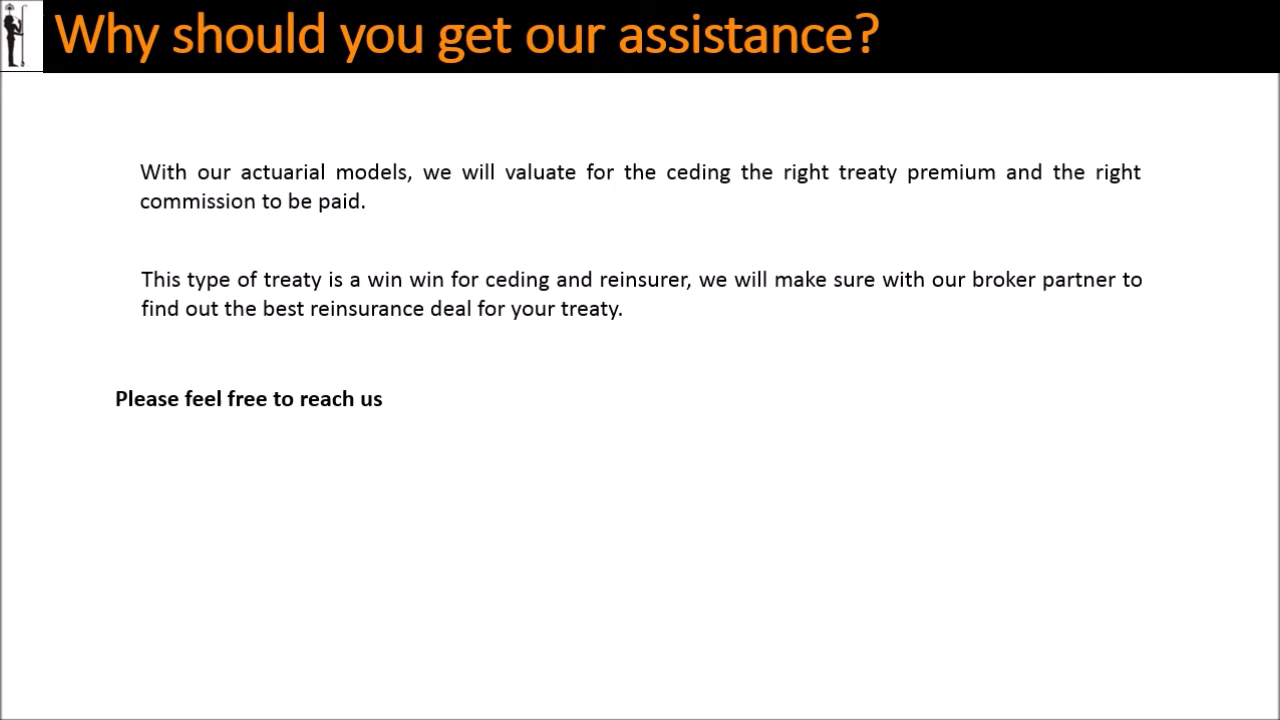 Why should you get our assistance?
With our actuarial models, we will valuate for the ceding the right treaty premium and the right
commission to be paid.
This type of treaty is a win win for ceding and reinsurer, we will make sure with our broker partner to
find out the best reinsurance deal for your treaty.
Please feel free to reach us